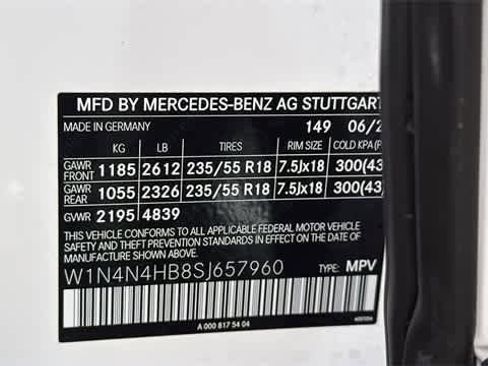 MFD BY MERCEDES-BENZ AG STUTTGART
MADE IN GERMANY 149 06/2
KG LB TIRES RIM SIZE COLD KPA(P
GAWR FRONT 1185 2612 235/55 R18 7.5Jx18 300(43)
GAWR REAR 1055 2326 235/55 R18 7.5Jx18 300(43)
GVWR 2195 4839
THIS VEHICLE CONFORMS TO ALL APPLICABLE FEDERAL MOTOR VEHICLE
SAFETY AND THEFT PREVENTION STANDARDS IN EFFECT ON THE DATE OF
MANUFACTURE SHOWN ABOVE.
W1N4N4HB8SJ657960 TYPE: MPV
A 000 817 54 04